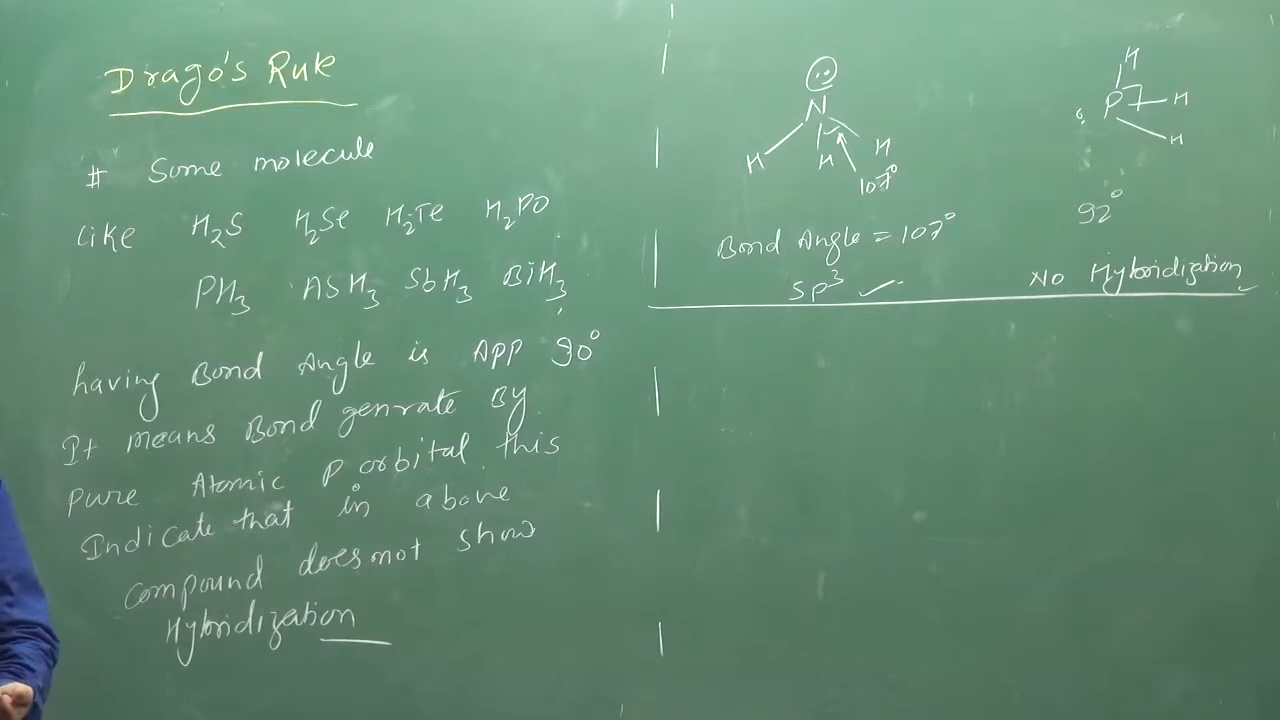 Drago's Rule
# Some molecule
like H₂S H₂Se H₂Te H₂PO
PH₃ ASH₃ SbH₃ BiH₃
having Bond Angle is App 90°
It means Bond genrate By
pure Atomic P orbital this
Indicate that in above
compound does not show
Hybridization
N
H H H
107°
Bond Angle = 107°
SP³ ✓
H
P H
H
92°
NO Hybridization